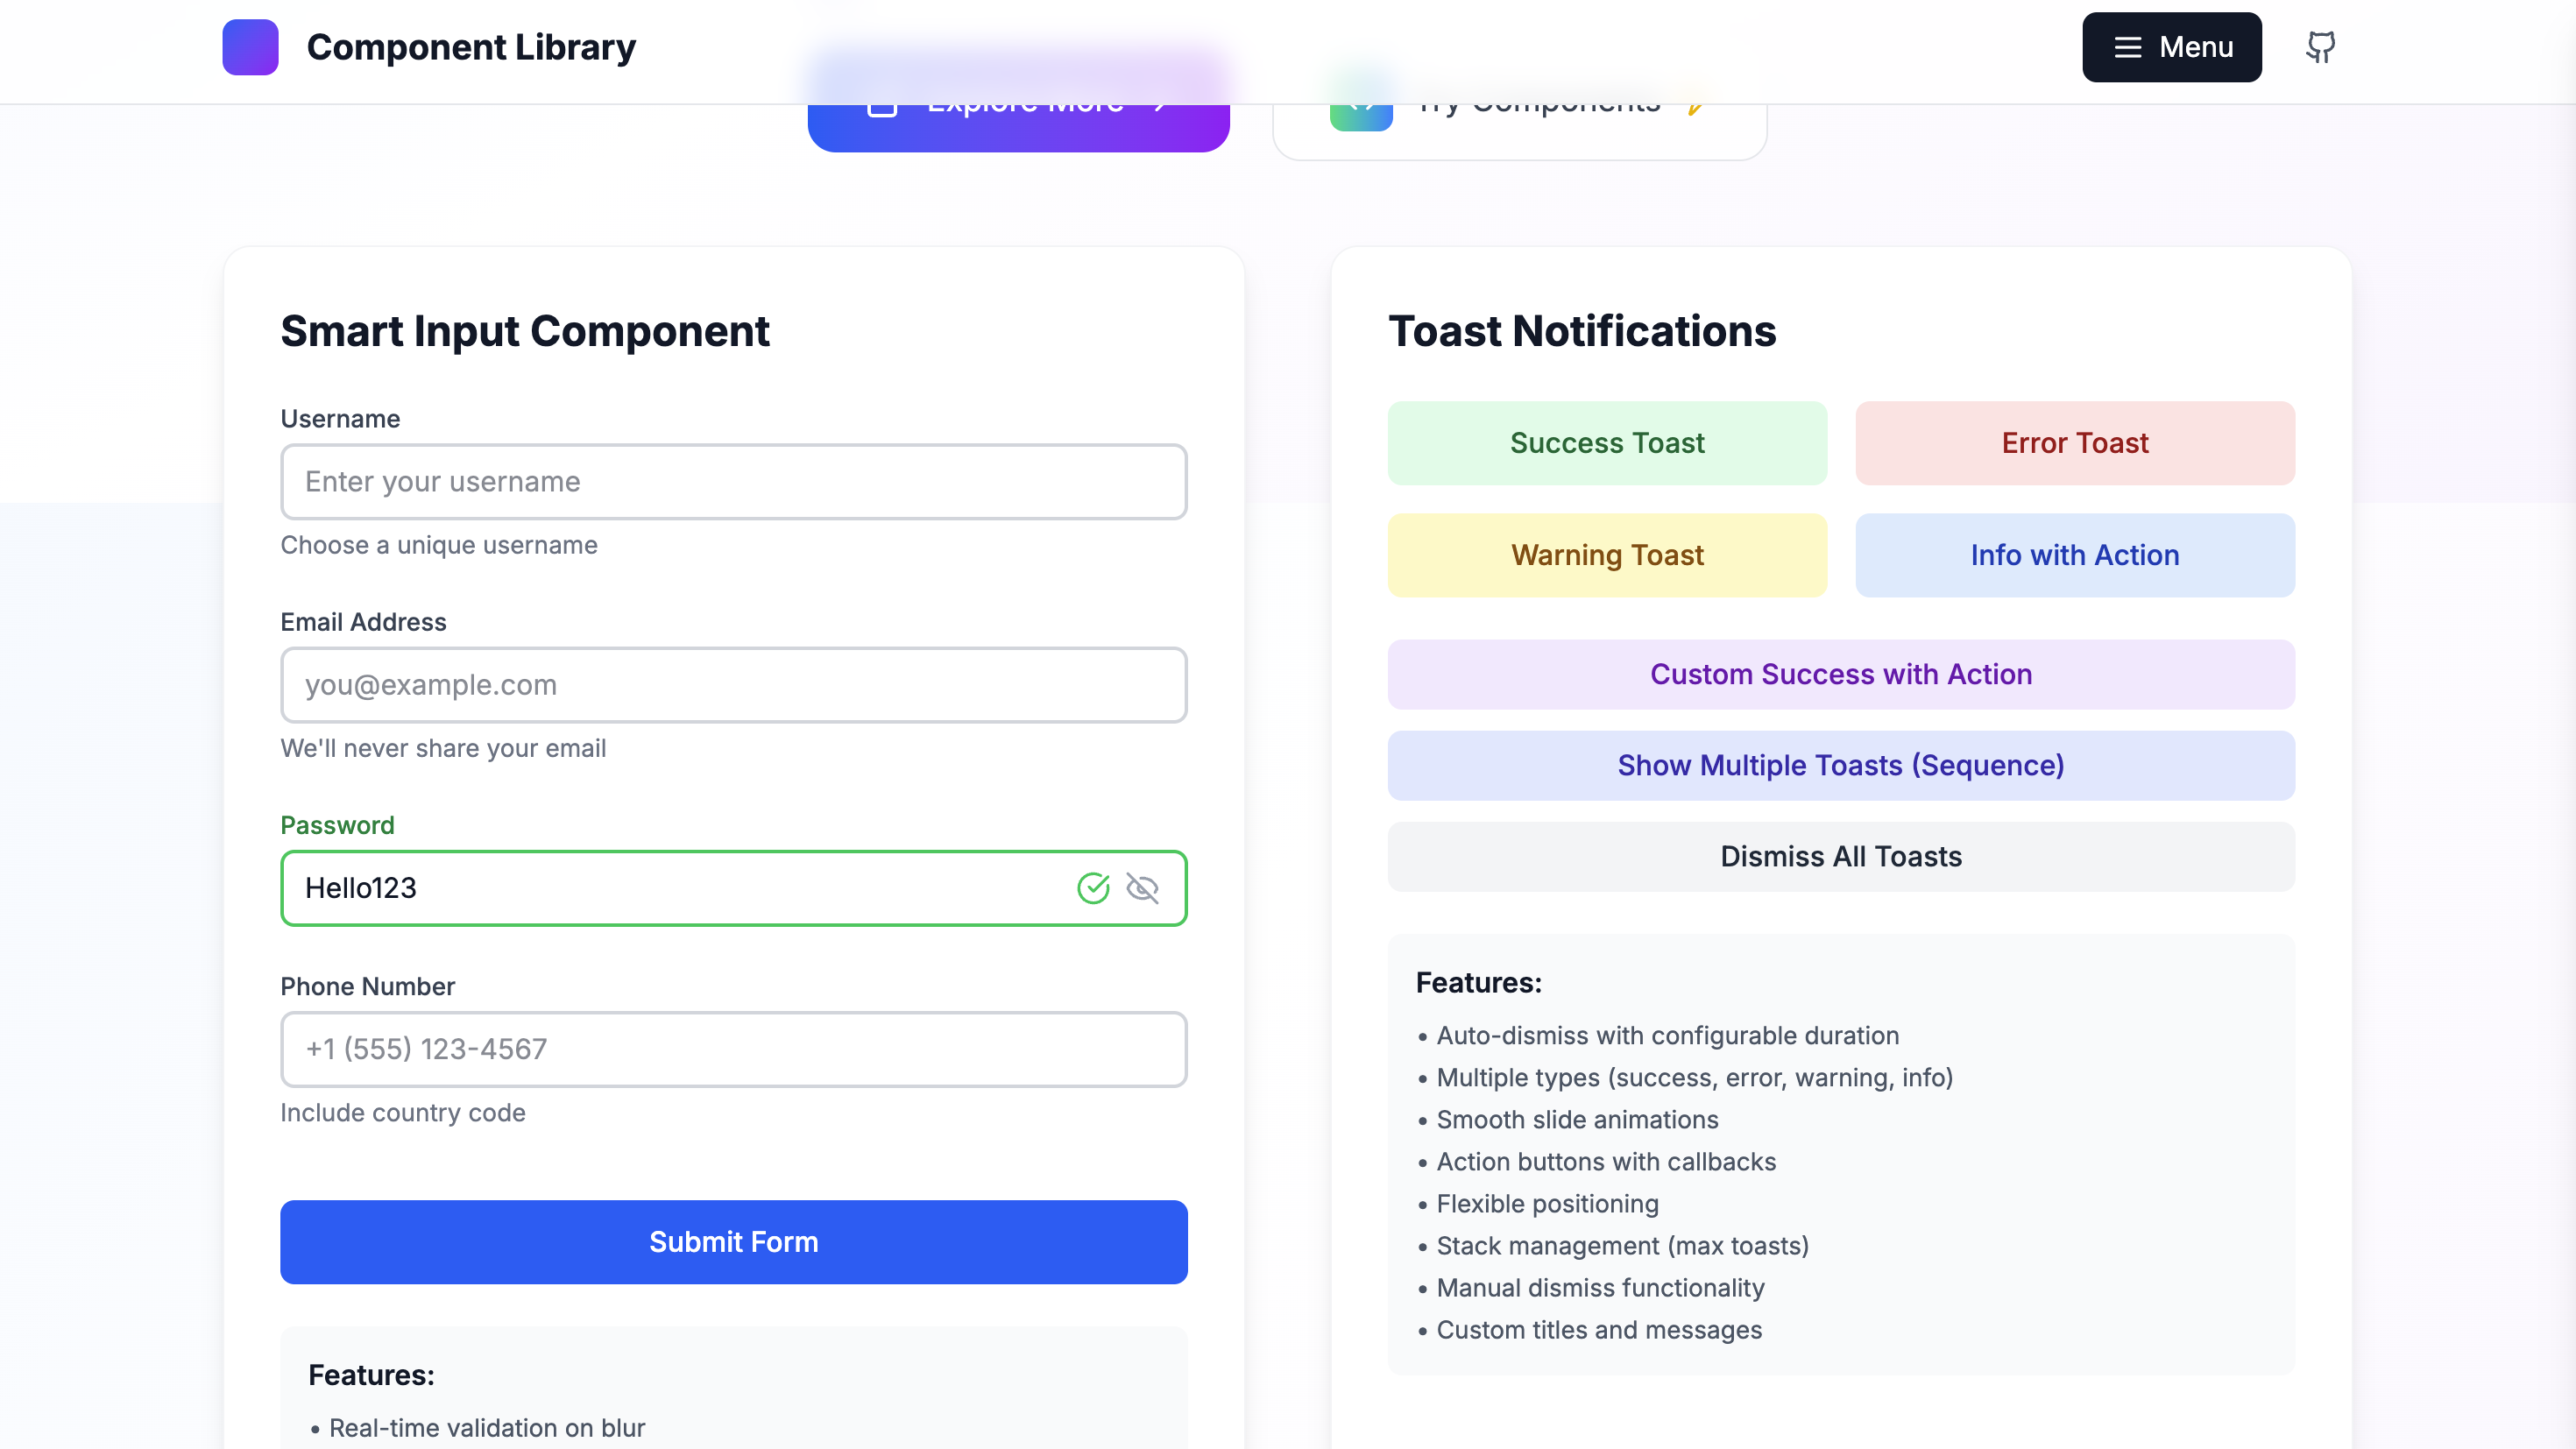 Component Library
Menu
Explore More
Try Components
Smart Input Component
Username
Enter your username
Choose a unique username
Email Address
you@example.com
We'll never share your email
Password
Hello123
Phone Number
+1 (555) 123-4567
Include country code
Submit Form
Features:
• Real-time validation on blur
Toast Notifications
Success Toast
Error Toast
Warning Toast
Info with Action
Custom Success with Action
Show Multiple Toasts (Sequence)
Dismiss All Toasts
Features:
• Auto-dismiss with configurable duration
• Multiple types (success, error, warning, info)
• Smooth slide animations
• Action buttons with callbacks
• Flexible positioning
• Stack management (max toasts)
• Manual dismiss functionality
• Custom titles and messages